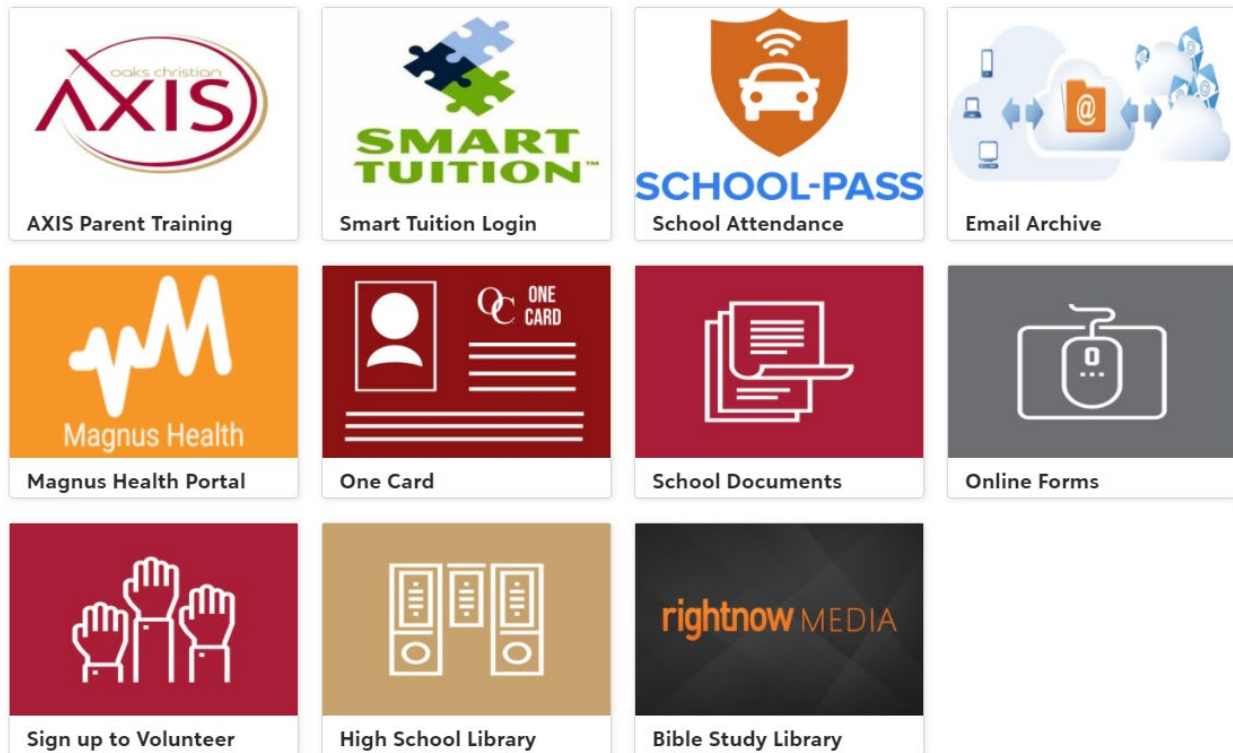 oaks christian
AXIS
AXIS Parent Training
SMART
TUITION™
Smart Tuition Login
SCHOOL-PASS
School Attendance
@
Email Archive
M
Magnus Health
Magnus Health Portal
OC ONE
CARD
One Card
School Documents
Online Forms
Sign up to Volunteer
High School Library
rightnow MEDIA
Bible Study Library